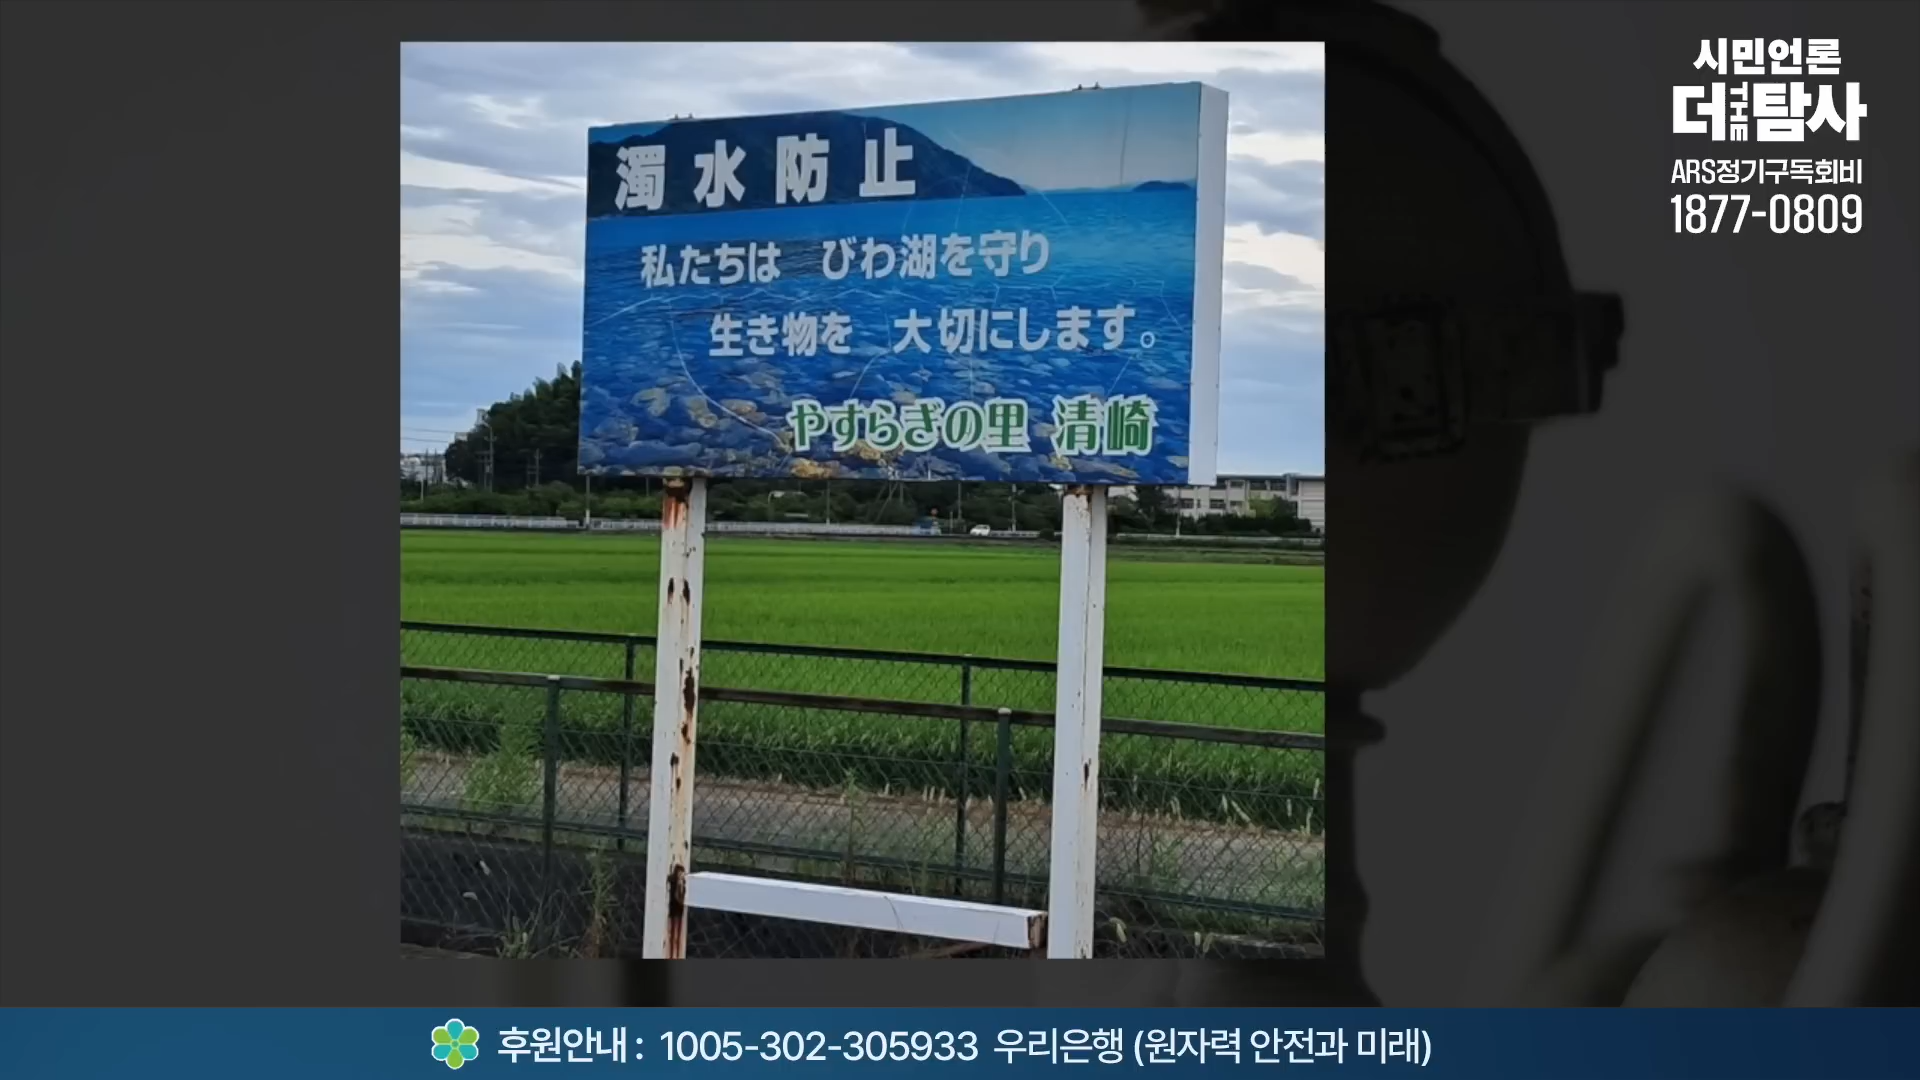 시민언론
더탐사
THE
ARS정기구독회비
1877-0809
濁水防止
私たちは びわ湖を守り
生き物を 大切にします。
やすらぎの里 清崎
후원안내 : 1005-302-305933 우리은행 (원자력 안전과 미래)